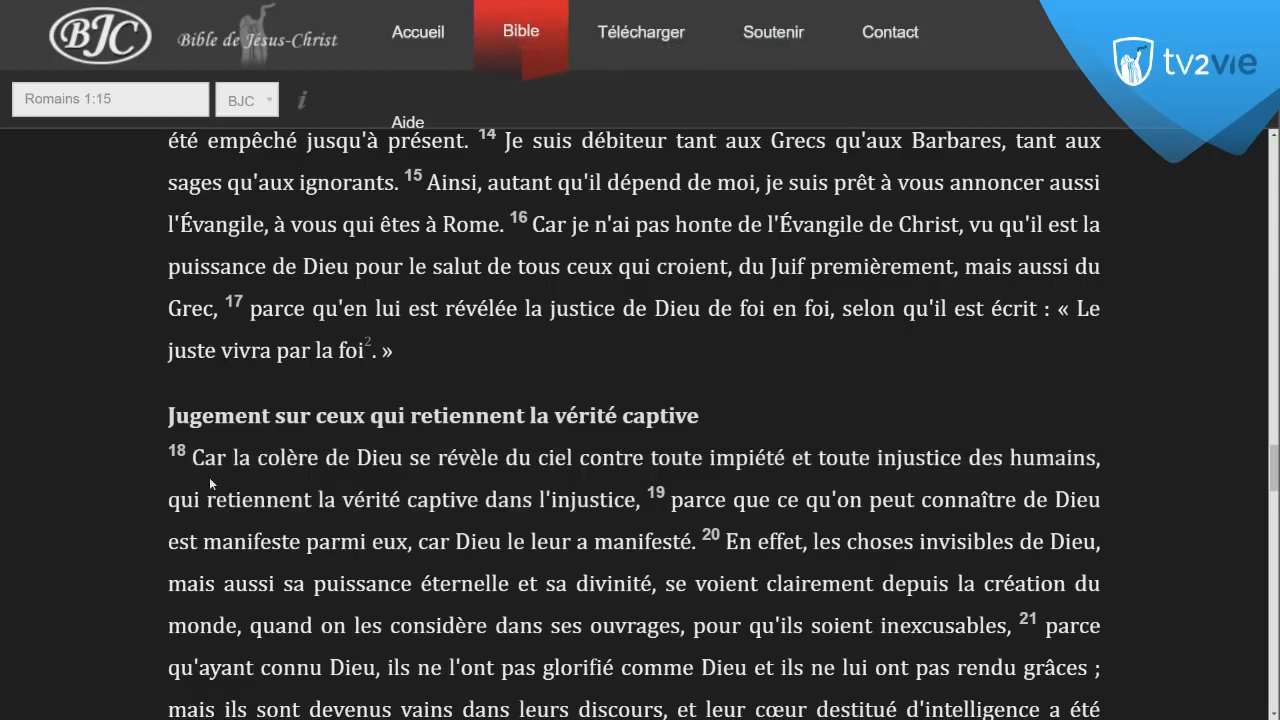 BJC
Bible de Jésus-Christ
Accueil
Bible
Télécharger
Soutenir
Contact
tv2vie
Romains 1:15
BJC
i
Aide
été empêché jusqu'à présent. 14 Je suis débiteur tant aux Grecs qu'aux Barbares, tant aux
sages qu'aux ignorants. 15 Ainsi, autant qu'il dépend de moi, je suis prêt à vous annoncer aussi
l'Évangile, à vous qui êtes à Rome. 16 Car je n'ai pas honte de l'Évangile de Christ, vu qu'il est la
puissance de Dieu pour le salut de tous ceux qui croient, du Juif premièrement, mais aussi du
Grec, 17 parce qu'en lui est révélée la justice de Dieu de foi en foi, selon qu'il est écrit : « Le
juste vivra par la foi2. »
Jugement sur ceux qui retiennent la vérité captive
18 Car la colère de Dieu se révèle du ciel contre toute impiété et toute injustice des humains,
qui retiennent la vérité captive dans l'injustice, 19 parce que ce qu'on peut connaître de Dieu
est manifeste parmi eux, car Dieu le leur a manifesté. 20 En effet, les choses invisibles de Dieu,
mais aussi sa puissance éternelle et sa divinité, se voient clairement depuis la création du
monde, quand on les considère dans ses ouvrages, pour qu'ils soient inexcusables, 21 parce
qu'ayant connu Dieu, ils ne l'ont pas glorifié comme Dieu et ils ne lui ont pas rendu grâces ;
mais ils sont devenus vains dans leurs discours, et leur cœur destitué d'intelligence a été